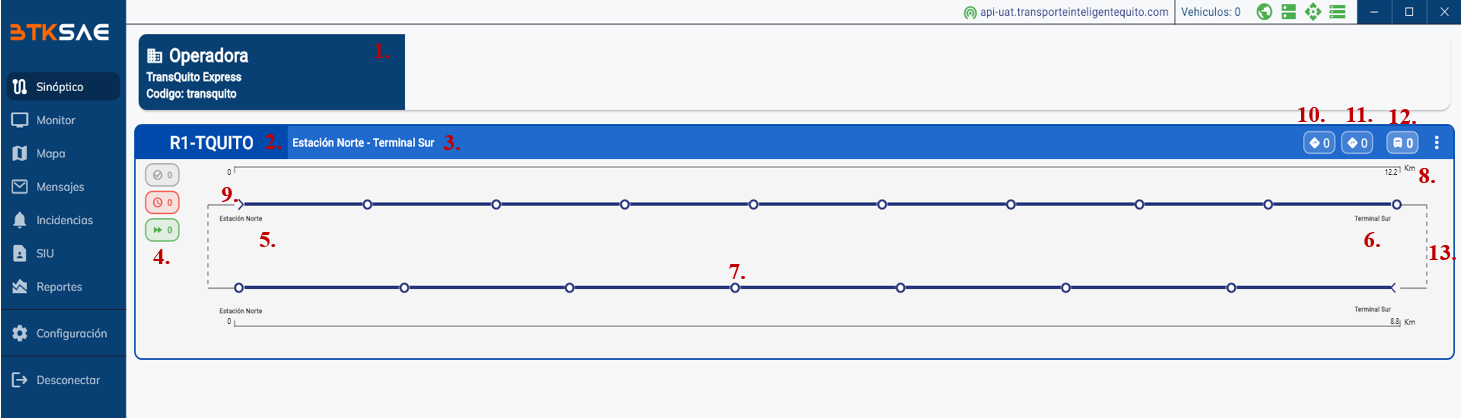 api-uat.transporteinteligentequito.com
Vehiculos: 0
BTKSAE
Sinóptico
Monitor
Mapa
Mensajes
Incidencias
SIU
Reportes
Configuración
Desconectar
Operadora
1.
TransQuito Express
Codigo: transquito
R1-TQUITO
2.
Estación Norte - Terminal Sur
3.
10.
11.
12.
0
0
0
0
0
0
4.
0
12.2
Km
8.
9.
Estación Norte
5.
Terminal Sur
6.
7.
13.
Estación Norte
Terminal Sur
0
8.8
Km